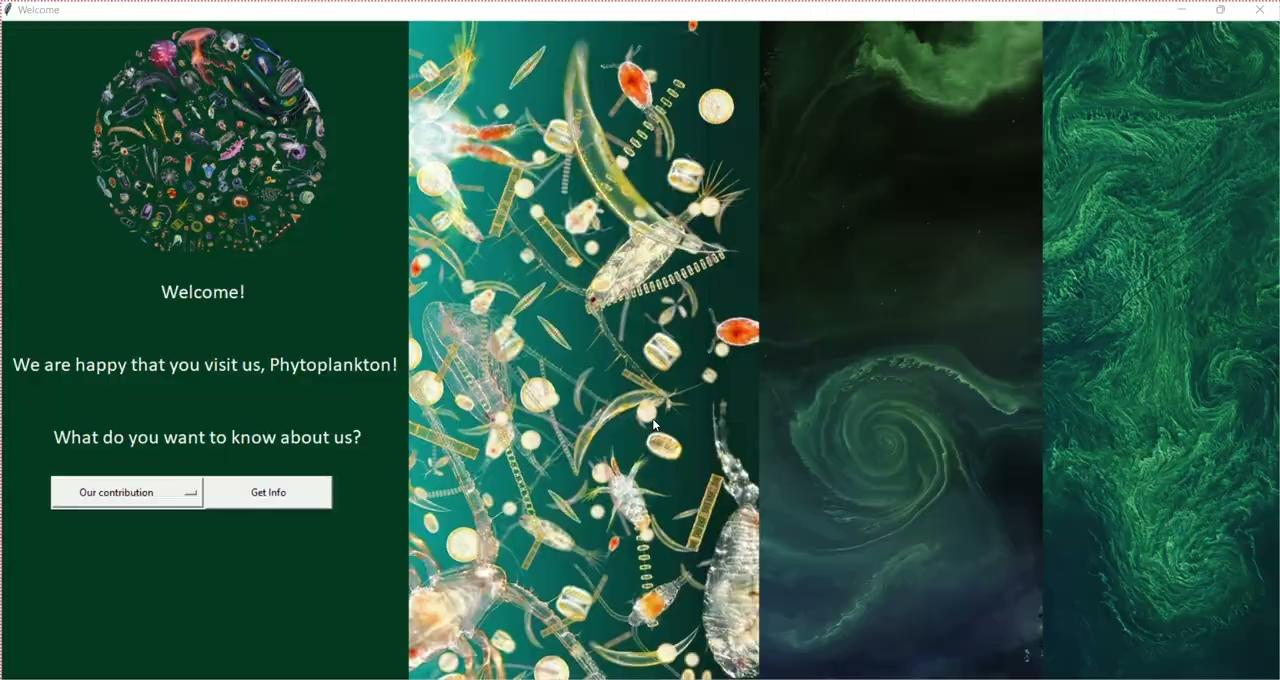 Welcome
Welcome!
We are happy that you visit us, Phytoplankton!
What do you want to know about us?
Our contribution
Get Info